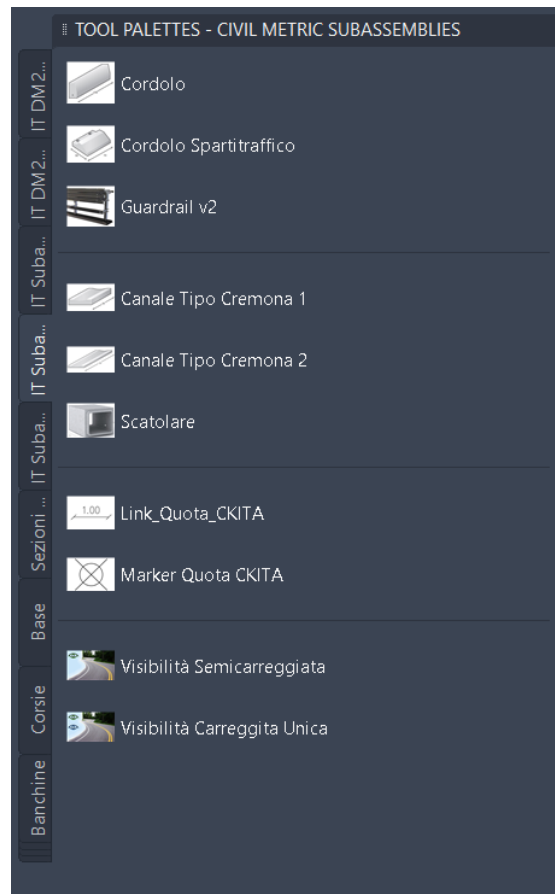 TOOL PALETTES - CIVIL METRIC SUBASSEMBLIES
IT DM2...
IT DM2...
IT Suba...
IT Suba...
IT Suba...
Sezioni ...
Base
Corsie
Banchine
Cordolo
Cordolo Spartitraffico
Guardrail v2
Canale Tipo Cremona 1
Canale Tipo Cremona 2
Scatolare
1.00
Link_Quota_CKITA
Marker Quota CKITA
Visibilità Semicarreggiata
Visibilità Carreggita Unica